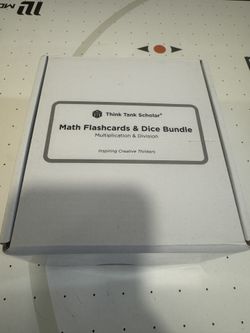 Think Tank Scholar®
Math Flashcards & Dice Bundle
Multiplication & Division
Inspiring Creative Thinkers